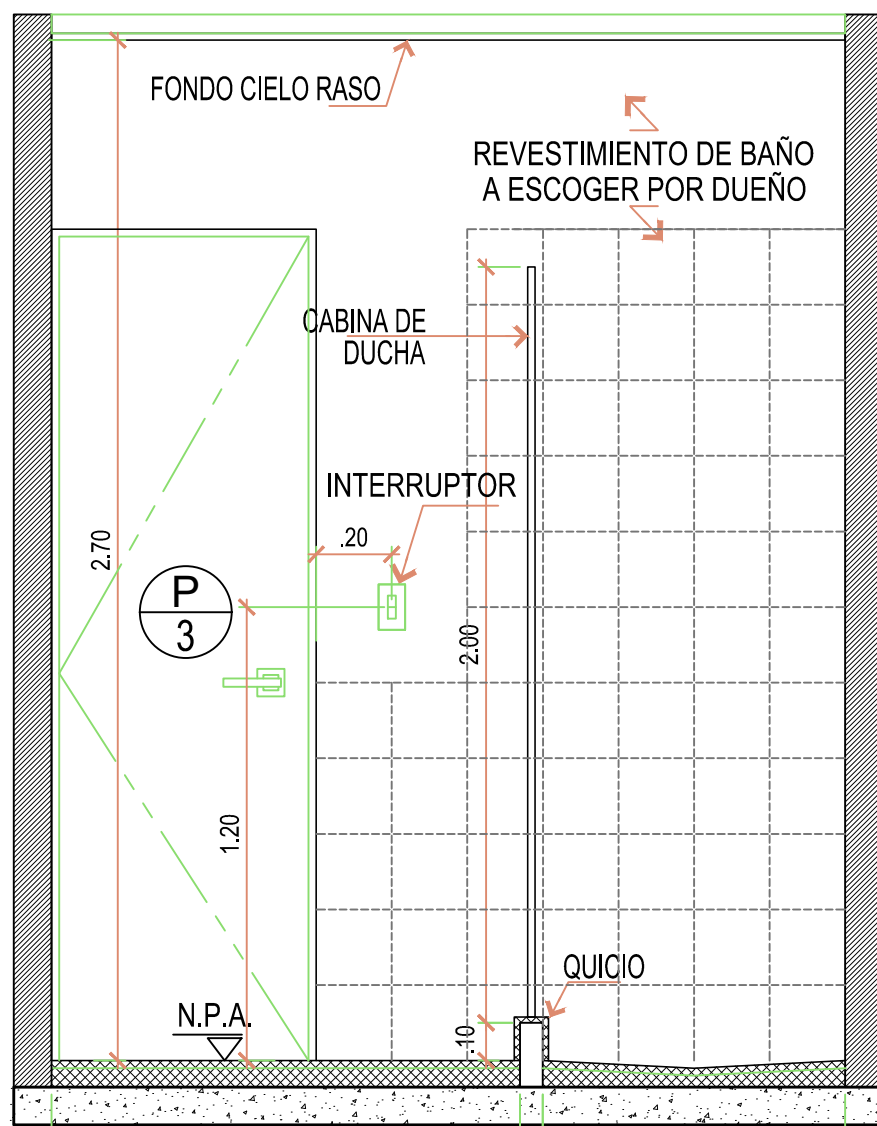 FONDO CIELO RASO
REVESTIMIENTO DE BAÑO
A ESCOGER POR DUEÑO
CABINA DE
DUCHA
INTERRUPTOR
.20
2.70
P
3
2.00
1.20
QUICIO
N.P.A.
.10